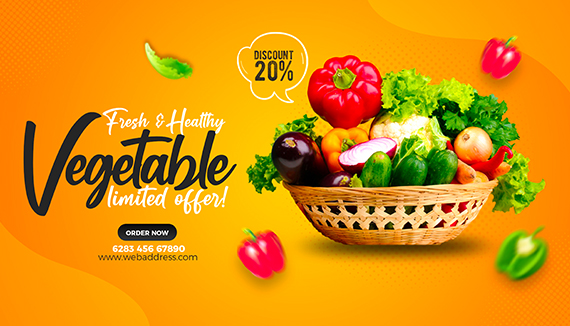 DISCOUNT
20%
Fresh & Healthy
Vegetable
limited offer!
ORDER NOW
6283 456 67890
www.webaddress.com